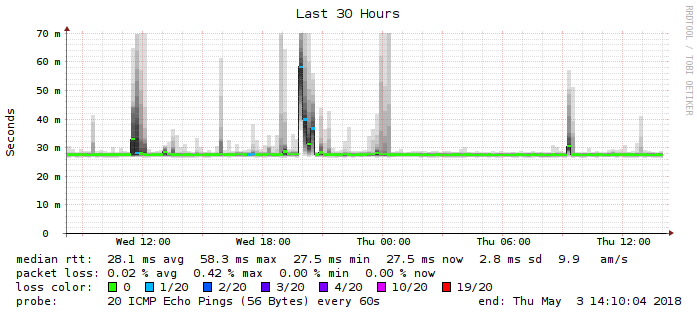 Last 30 Hours
RRDTOOL / TOBI OETIKER
Seconds
70 m
60 m
50 m
40 m
30 m
20 m
10 m
0
Wed 12:00 Wed 18:00 Thu 00:00 Thu 06:00 Thu 12:00
median rtt: 28.1 ms avg 58.3 ms max 27.5 ms min 27.5 ms now 2.8 ms sd 9.9 am/s
packet loss: 0.02 % avg 0.42 % max 0.00 % min 0.00 % now
loss color: 0 1/20 2/20 3/20 4/20 10/20 19/20
probe: 20 ICMP Echo Pings (56 Bytes) every 60s end: Thu May 3 14:10:04 2018